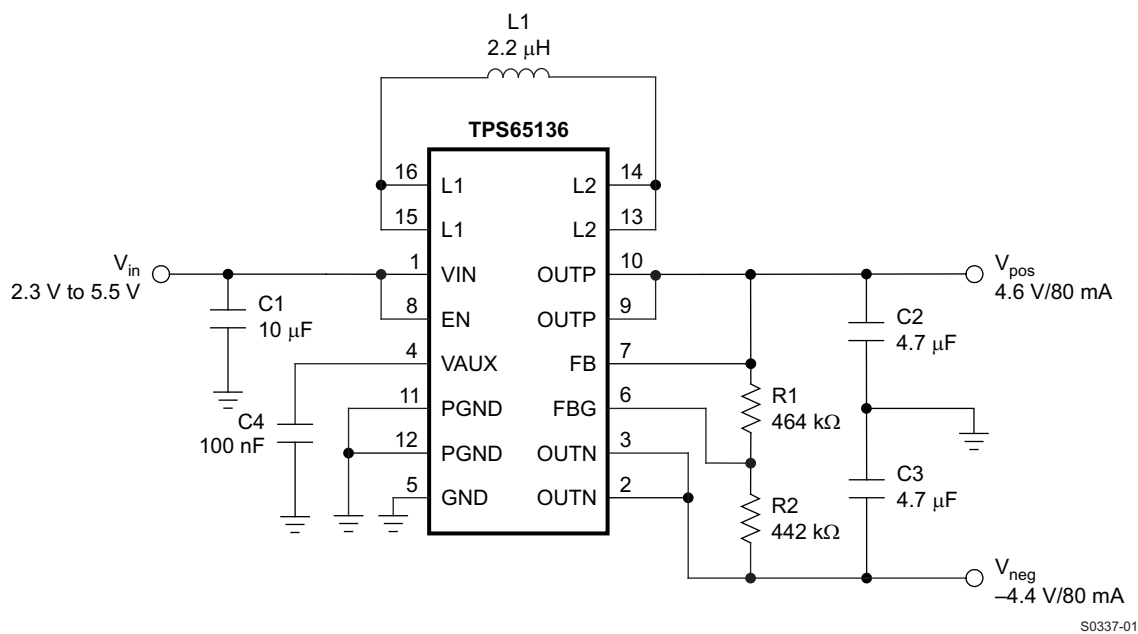 L1
2.2 μH
TPS65136
16
L1
L2
14
15
L1
L2
13
Vin
2.3 V to 5.5 V
1
VIN
OUTP
10
Vpos
4.6 V/80 mA
C1
10 μF
8
EN
OUTP
9
C2
4.7 μF
4
VAUX
FB
7
R1
464 kΩ
11
PGND
FBG
6
C4
100 nF
12
PGND
OUTN
3
C3
4.7 μF
5
GND
OUTN
2
R2
442 kΩ
Vneg
–4.4 V/80 mA
S0337-01